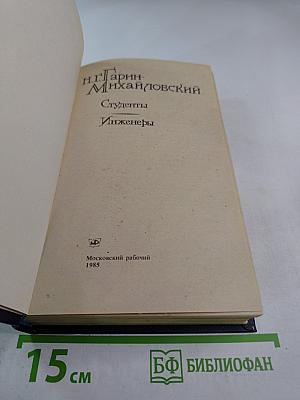 Н. Г. Гарин-
Михайловский
Студенты
Инженеры
Московский рабочий
1985
15 см
БФ БИБЛИОФАН